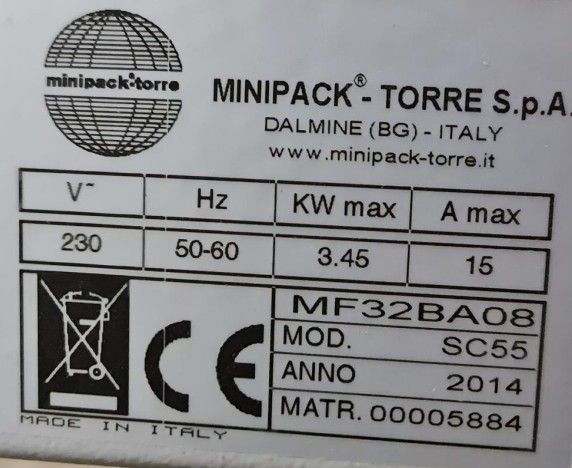 minipack®-torre
MINIPACK®- TORRE S.p.A.
DALMINE (BG) - ITALY
www.minipack-torre.it
V~ Hz KW max A max
230 50-60 3.45 15
CE
MF32BA08
MOD. SC55
ANNO 2014
MATR. 00005884
MADE IN ITALY